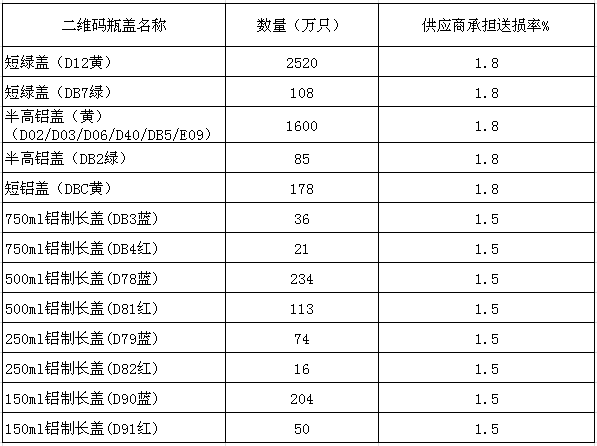 二维码瓶盖名称 数量（万只） 供应商承担送损率%
短绿盖（D12黄） 2520 1.8
短绿盖（DB7绿） 108 1.8
半高铝盖（黄）
（D02/D03/D06/D40/DB5/E09） 1600 1.8
半高铝盖（DB2绿） 85 1.8
短铝盖（DBC黄） 178 1.8
750ml铝制长盖(DB3蓝） 36 1.5
750ml铝制长盖(DB4红） 21 1.5
500ml铝制长盖(D78蓝） 234 1.5
500ml铝制长盖(D81红） 113 1.5
250ml铝制长盖(D79蓝） 74 1.5
250ml铝制长盖(D82红） 16 1.5
150ml铝制长盖(D90蓝） 204 1.5
150ml铝制长盖(D91红） 50 1.5